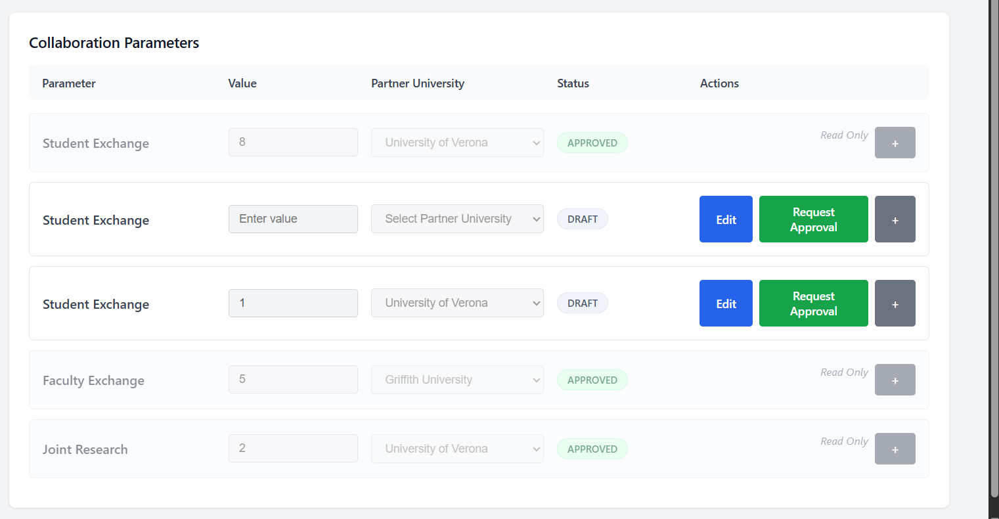 Collaboration Parameters
Parameter Value Partner University Status Actions
Student Exchange 8 University of Verona APPROVED Read Only +
Student Exchange Enter value Select Partner University DRAFT Edit Request Approval +
Student Exchange 1 University of Verona DRAFT Edit Request Approval +
Faculty Exchange 5 Griffith University APPROVED Read Only +
Joint Research 2 University of Verona APPROVED Read Only +